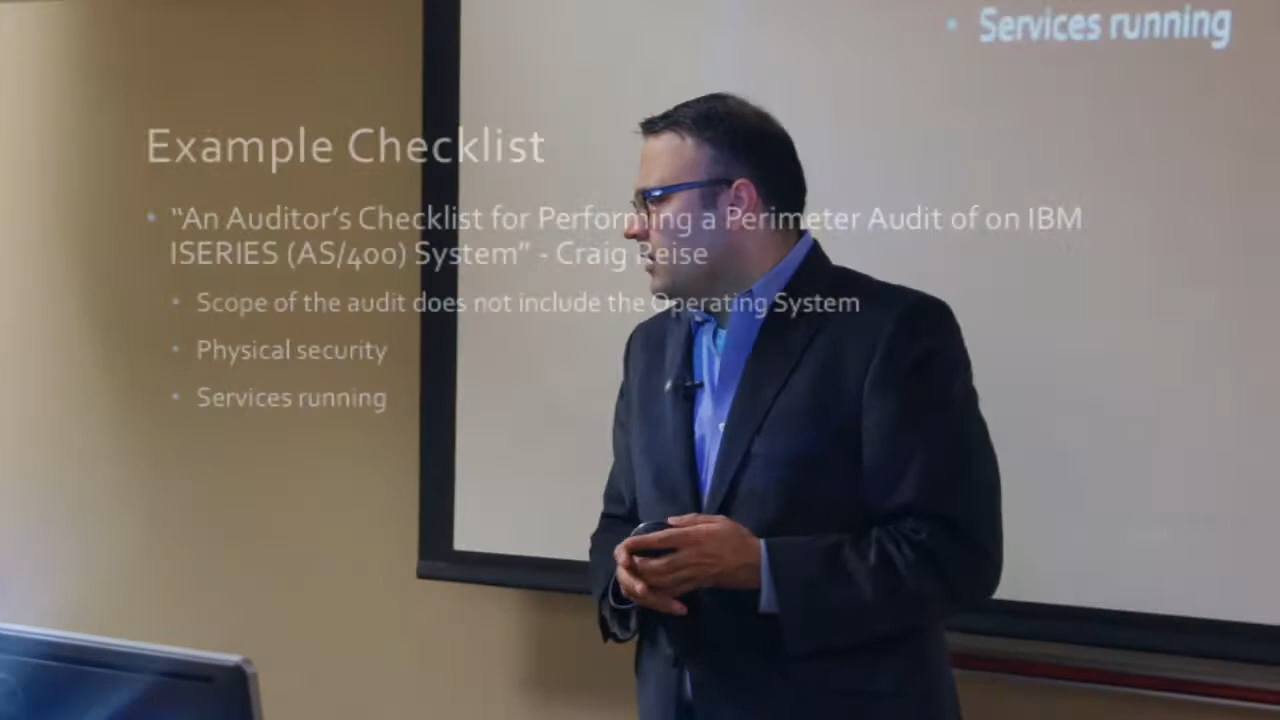 Services running
Example Checklist
• “An Auditor’s Checklist for Performing a Perimeter Audit of on IBM
ISERIES (AS/400) System” - Craig Reise
• Scope of the audit does not include the Operating System
• Physical security
• Services running